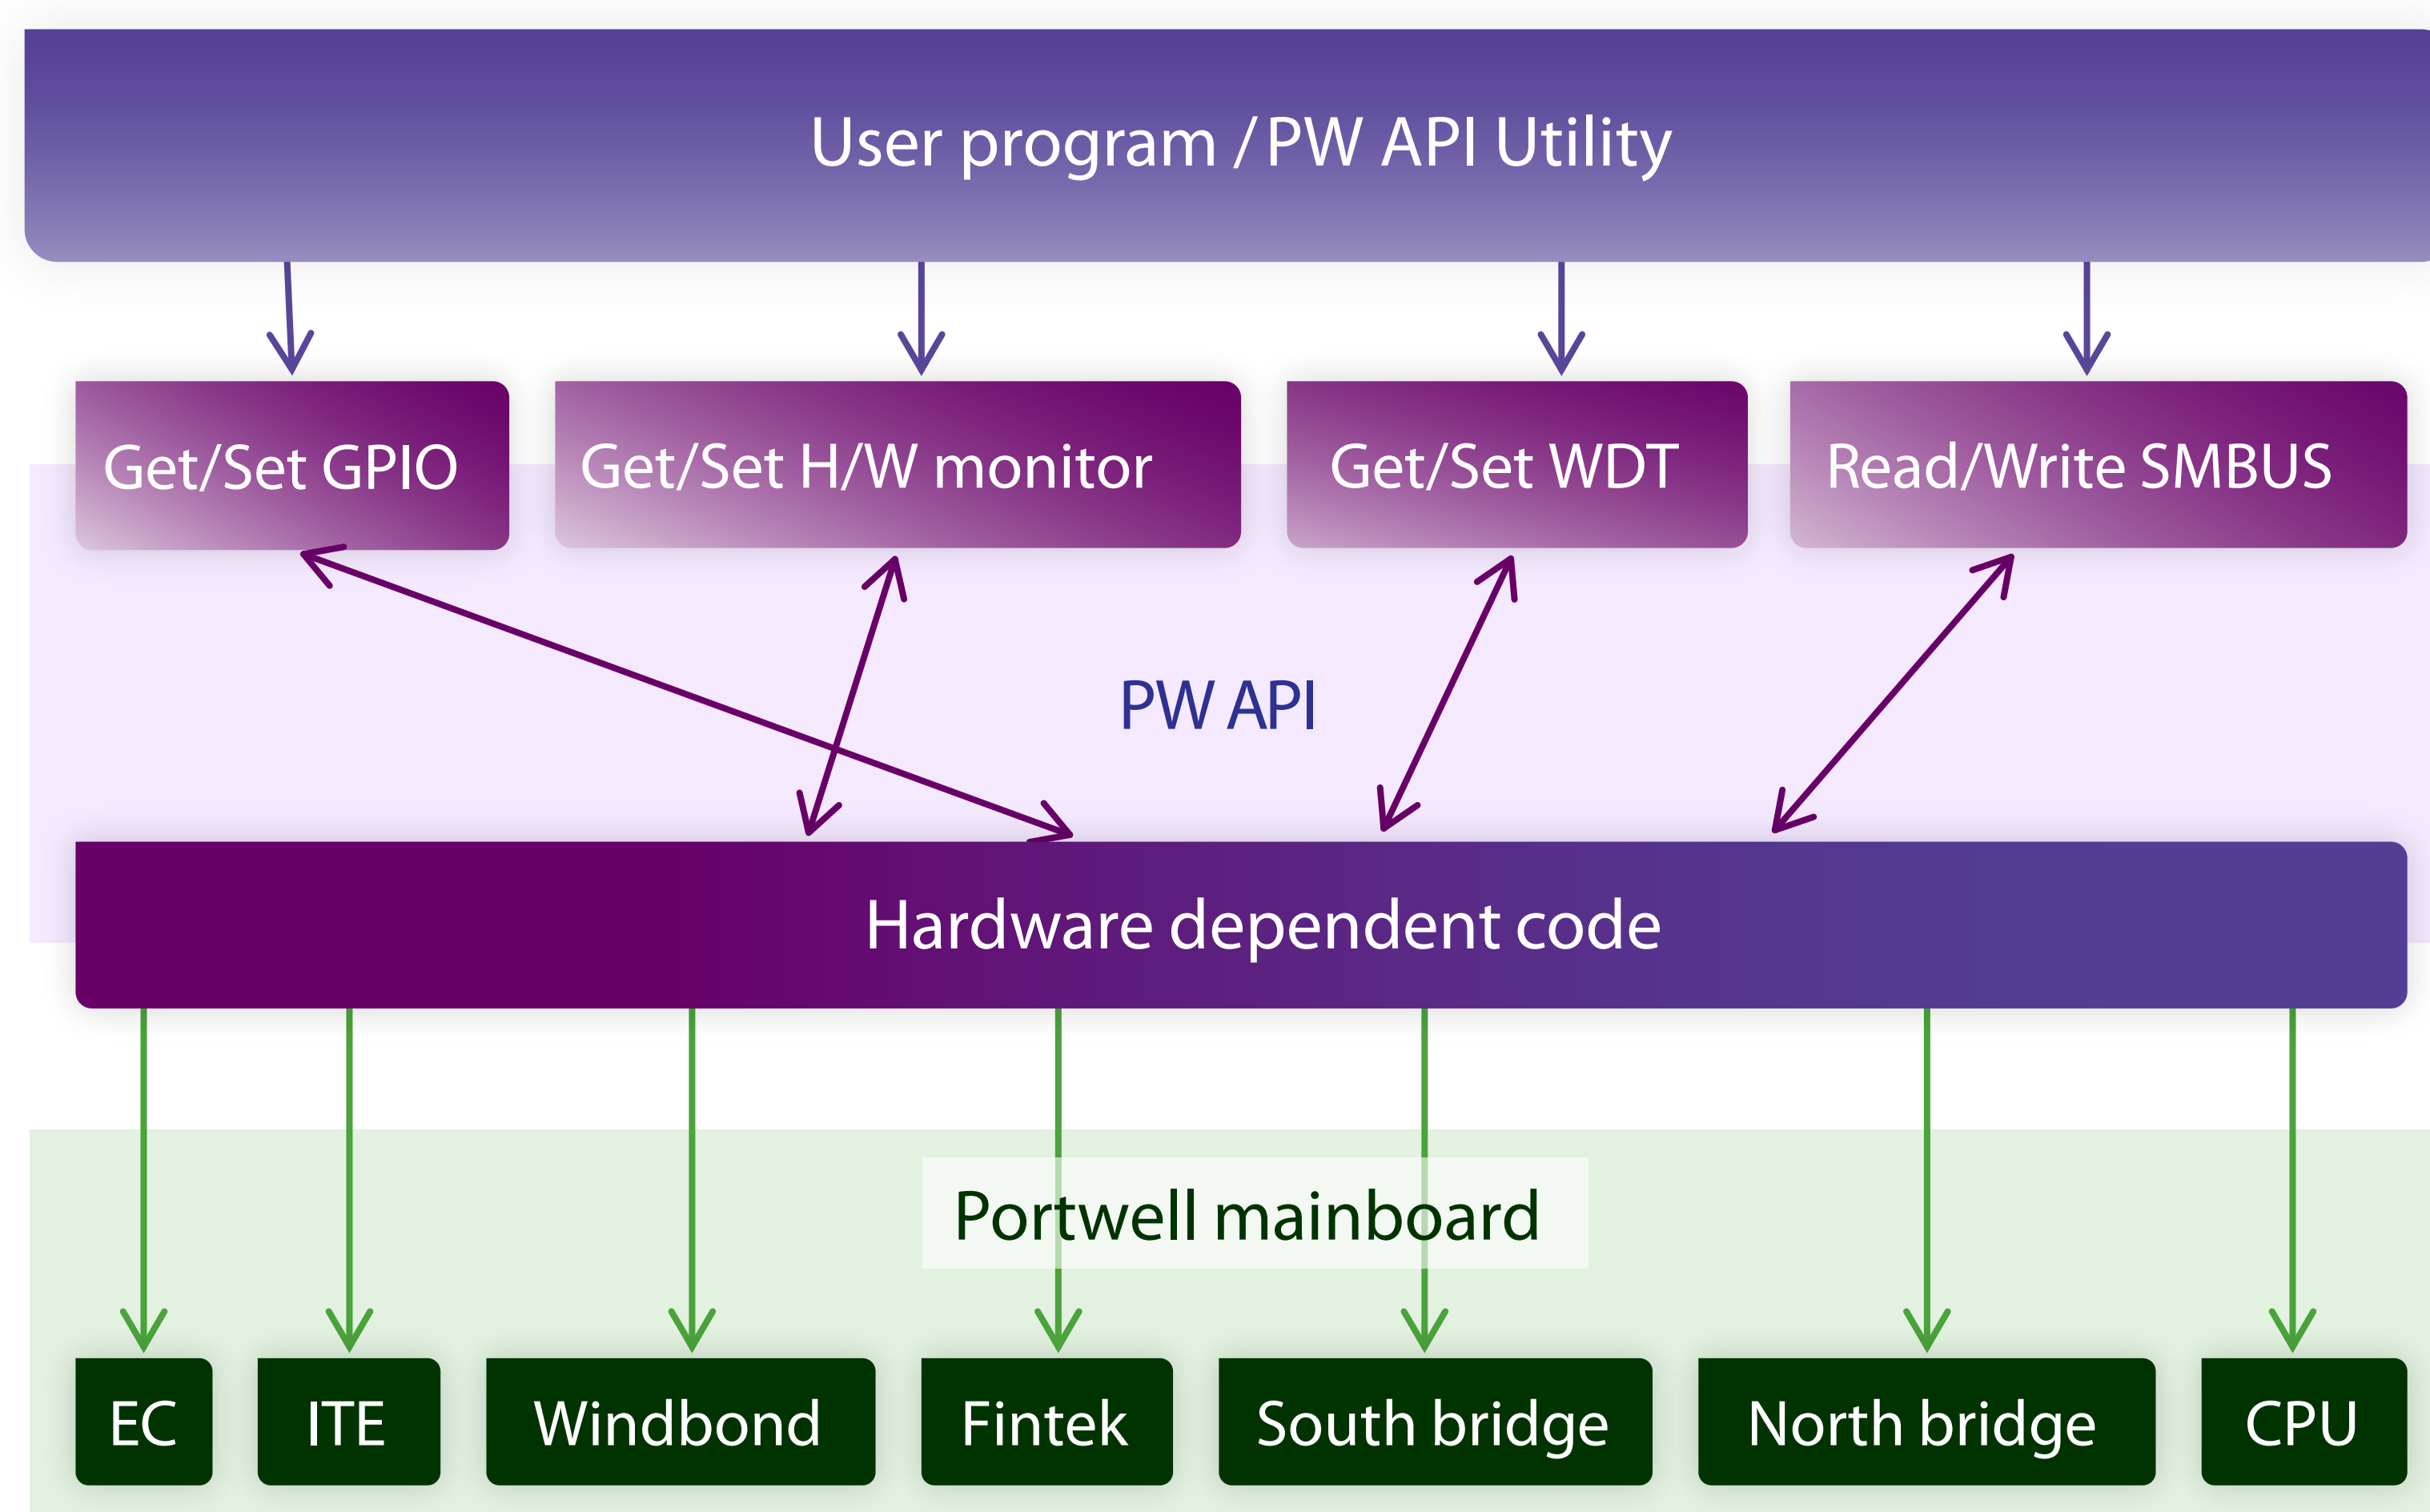 User program / PW API Utility
Get/Set GPIO
Get/Set H/W monitor
Get/Set WDT
Read/Write SMBUS
PW API
Hardware dependent code
Portwell mainboard
EC
ITE
Windbond
Fintek
South bridge
North bridge
CPU